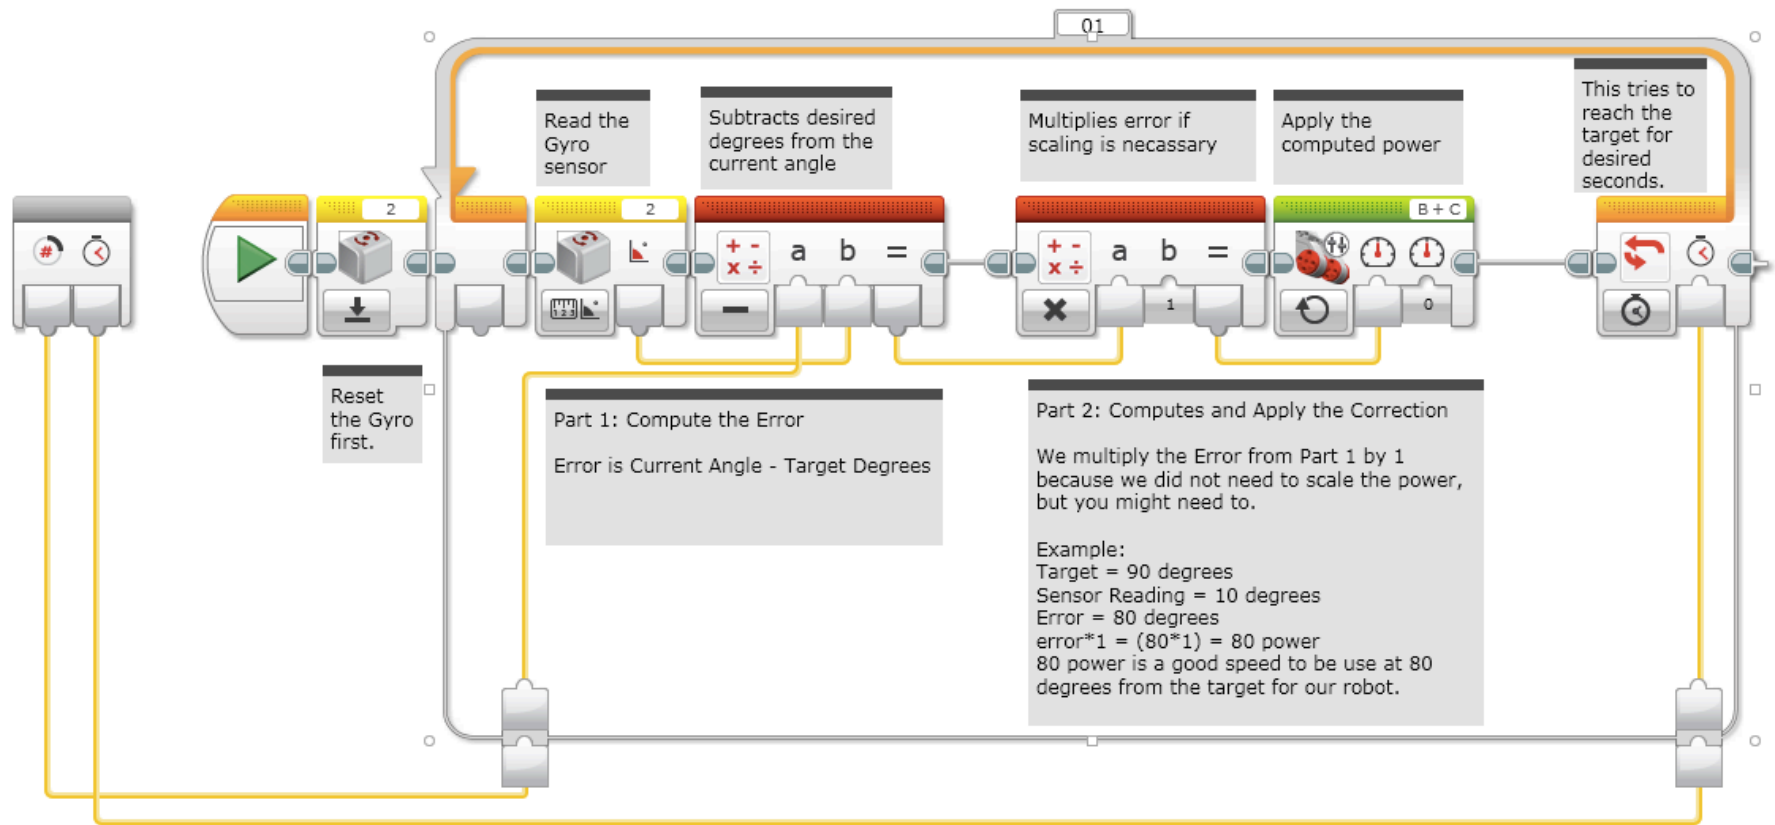 01
Read the
Gyro
sensor
Subtracts desired
degrees from the
current angle
Multiplies error if
scaling is necassary
Apply the
computed power
This tries to
reach the
target for
desired
seconds.
#
2
2
+ -
x ÷
a b =
+ -
x ÷
a b =
B + C
1 2 3
1
0
Reset
the Gyro
first.
Part 1: Compute the Error
Error is Current Angle - Target Degrees
Part 2: Computes and Apply the Correction
We multiply the Error from Part 1 by 1
because we did not need to scale the power,
but you might need to.
Example:
Target = 90 degrees
Sensor Reading = 10 degrees
Error = 80 degrees
error*1 = (80*1) = 80 power
80 power is a good speed to be use at 80
degrees from the target for our robot.